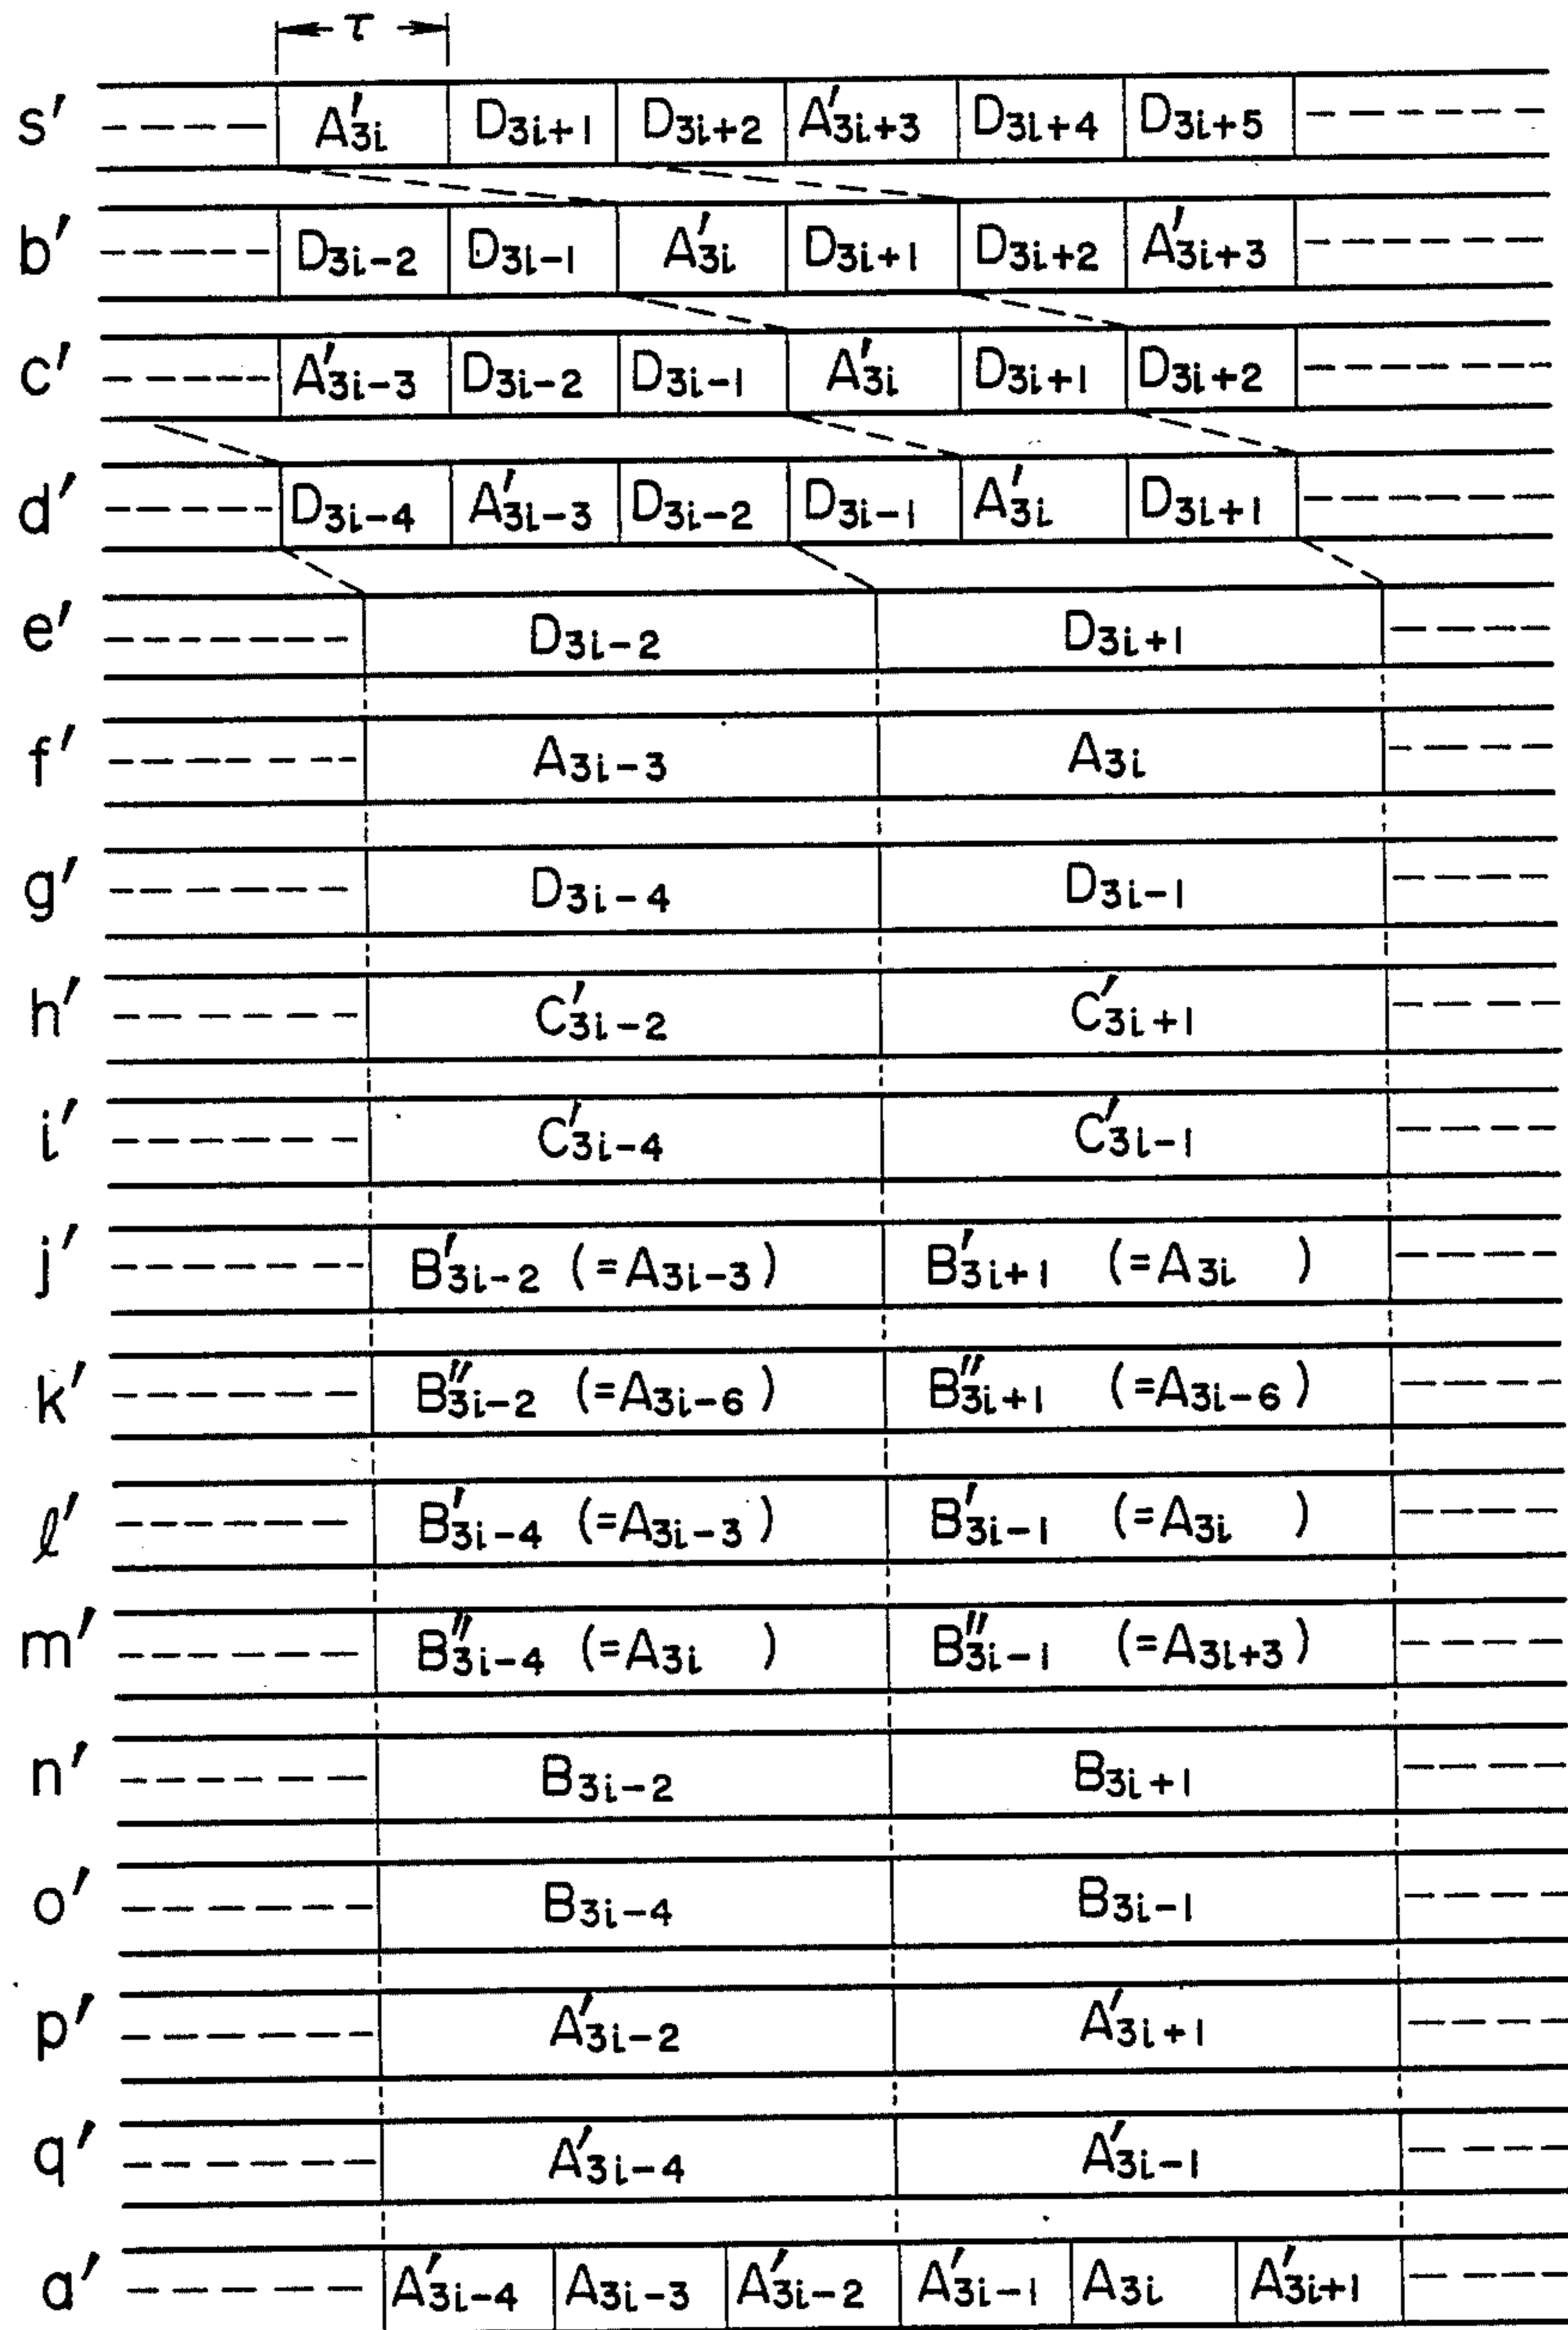 τ
s' A'3i D3i+1 D3i+2 A'3i+3 D3i+4 D3i+5
b' D3i-2 D3i-1 A'3i D3i+1 D3i+2 A'3i+3
c' A'3i-3 D3i-2 D3i-1 A'3i D3i+1 D3i+2
d' D3i-4 A'3i-3 D3i-2 D3i-1 A'3i D3i+1
e' D3i-2 D3i+1
f' A3i-3 A3i
g' D3i-4 D3i-1
h' C'3i-2 C'3i+1
i' C'3i-4 C'3i-1
j' B'3i-2 (=A3i-3) B'3i+1 (=A3i )
k' B''3i-2 (=A3i-6) B''3i+1 (=A3i-6)
ℓ' B'3i-4 (=A3i-3) B'3i-1 (=A3i )
m' B''3i-4 (=A3i ) B''3i-1 (=A3i+3)
n' B3i-2 B3i+1
o' B3i-4 B3i-1
p' A'3i-2 A'3i+1
q' A'3i-4 A'3i-1
a' A'3i-4 A3i-3 A'3i-2 A'3i-1 A3i A'3i+1